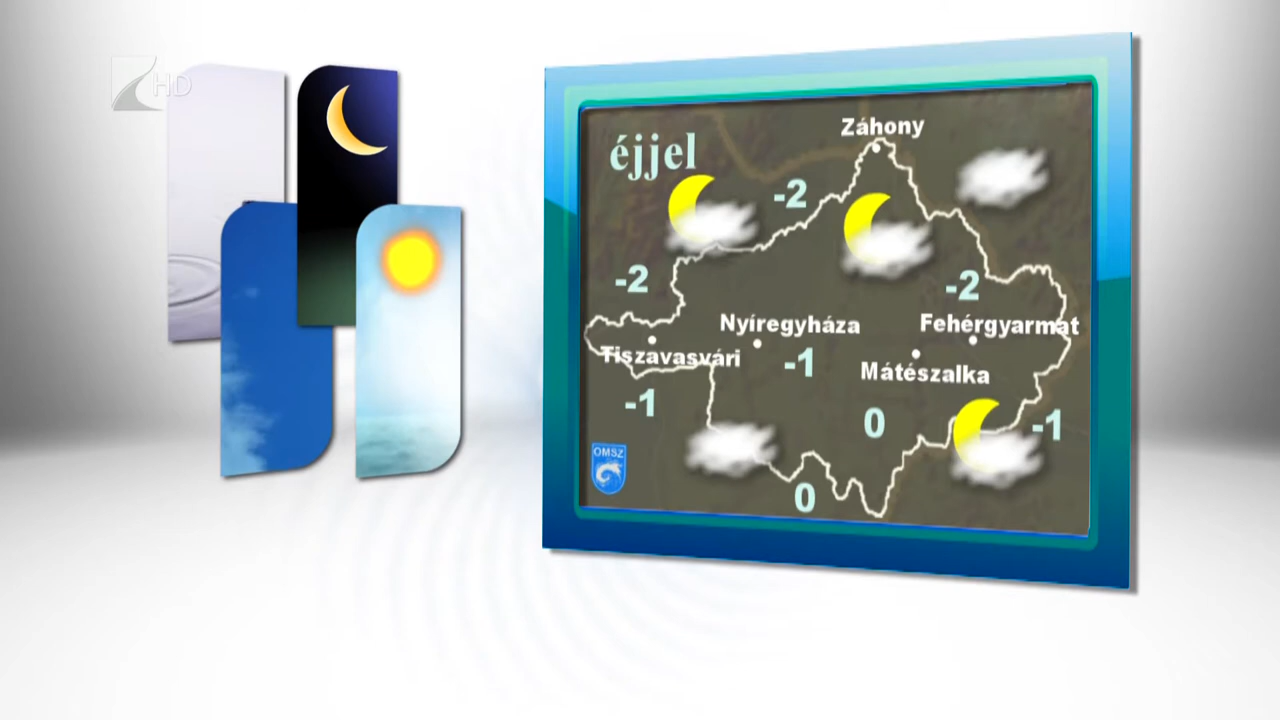 HD
éjjel
Záhony
-2
-2
-2
Nyíregyháza
Fehérgyarmat
Tiszavasvári
-1
Mátészalka
-1
0
-1
OMSZ
0